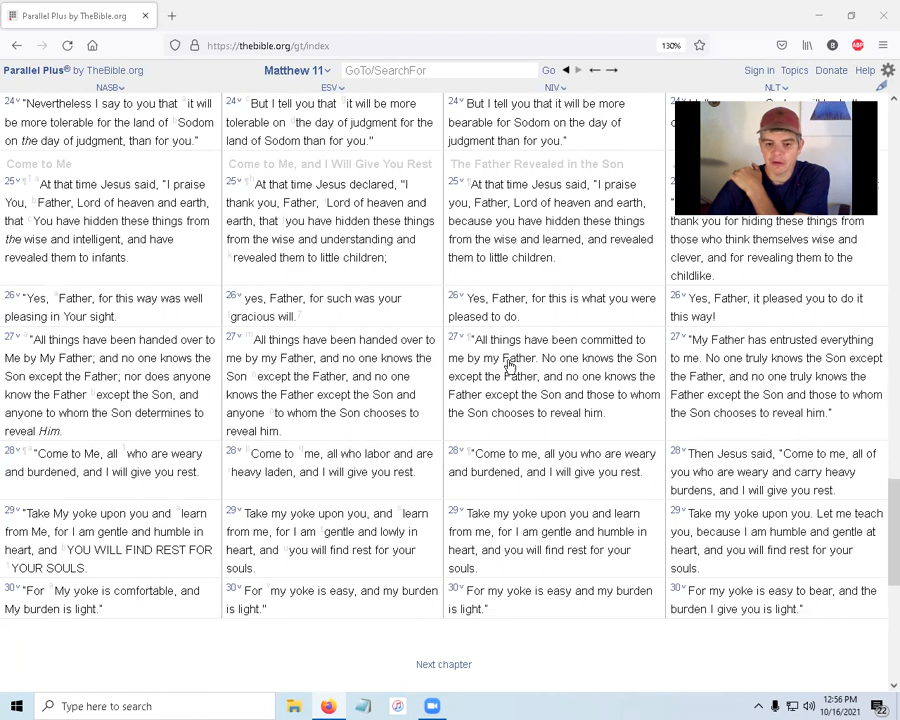 Parallel Plus by TheBible.org
https://thebible.org/gt/index
130%
Parallel Plus® by TheBible.org
Matthew 11
GoTo/SearchFor
Go
Sign in Topics Donate Help
NASB
24 "Nevertheless I say to you that it will
be more tolerable for the land of Sodom
on the day of judgment, than for you."
Come to Me
25 At that time Jesus said, "I praise
You, Father, Lord of heaven and earth,
that You have hidden these things from
the wise and intelligent, and have
revealed them to infants.
26 "Yes, Father, for this way was well
pleasing in Your sight.
27 "All things have been handed over to
Me by My Father; and no one knows the
Son except the Father; nor does anyone
know the Father except the Son, and
anyone to whom the Son determines to
reveal Him.
28 "Come to Me, all who are weary
and burdened, and I will give you rest.
29 "Take My yoke upon you and learn
from Me, for I am gentle and humble in
heart, and YOU WILL FIND REST FOR
YOUR SOULS.
30 "For My yoke is comfortable, and
My burden is light."
ESV
24 But I tell you that it will be more
tolerable on the day of judgment for the
land of Sodom than for you."
Come to Me, and I Will Give You Rest
25 At that time Jesus declared, "I
thank you, Father, Lord of heaven and
earth, that you have hidden these things
from the wise and understanding and
revealed them to little children;
26 yes, Father, for such was your
gracious will.
27 All things have been handed over to
me by my Father, and no one knows the
Son except the Father, and no one
knows the Father except the Son and
anyone to whom the Son chooses to
reveal him.
28 Come to me, all who labor and are
heavy laden, and I will give you rest.
29 Take my yoke upon you, and learn
from me, for I am gentle and lowly in
heart, and you will find rest for your
souls.
30 For my yoke is easy, and my burden
is light."
NIV
24 But I tell you that it will be more
bearable for Sodom on the day of
judgment than for you."
The Father Revealed in the Son
25 At that time Jesus said, "I praise
you, Father, Lord of heaven and earth,
because you have hidden these things
from the wise and learned, and revealed
them to little children.
26 Yes, Father, for this is what you were
pleased to do.
27 "All things have been committed to
me by my Father. No one knows the Son
except the Father, and no one knows the
Father except the Son and those to whom
the Son chooses to reveal him.
28 "Come to me, all you who are weary
and burdened, and I will give you rest.
29 Take my yoke upon you and learn
from me, for I am gentle and humble in
heart, and you will find rest for your
souls.
30 For my yoke is easy and my burden
is light."
NLT
24
25
thank you for hiding these things from
those who think themselves wise and
clever, and for revealing them to the
childlike.
26 Yes, Father, it pleased you to do it
this way!
27 "My Father has entrusted everything
to me. No one truly knows the Son except
the Father, and no one truly knows the
Father except the Son and those to whom
the Son chooses to reveal him."
28 Then Jesus said, "Come to me, all of
you who are weary and carry heavy
burdens, and I will give you rest.
29 Take my yoke upon you. Let me teach
you, because I am humble and gentle at
heart, and you will find rest for your
souls.
30 For my yoke is easy to bear, and the
burden I give you is light."
Next chapter
Type here to search
12:56 PM
10/16/2021
22